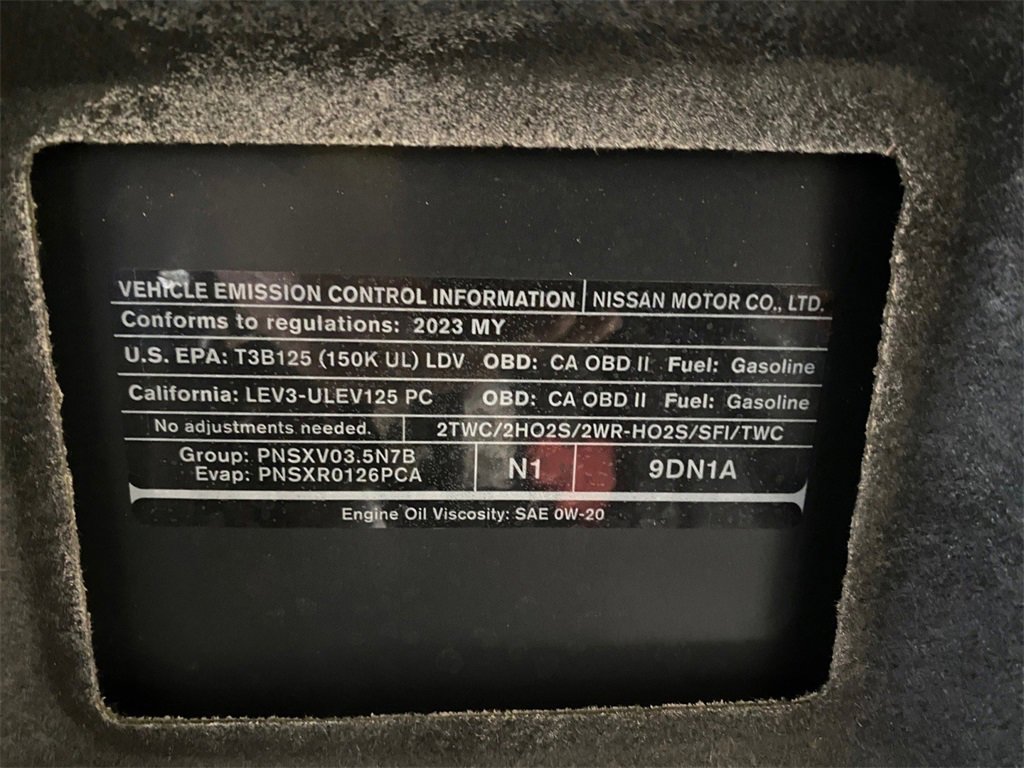 VEHICLE EMISSION CONTROL INFORMATION NISSAN MOTOR CO., LTD.
Conforms to regulations: 2023 MY
U.S. EPA: T3B125 (150K UL) LDV OBD: CA OBD II Fuel: Gasoline
California: LEV3-ULEV125 PC OBD: CA OBD II Fuel: Gasoline
No adjustments needed. 2TWC/2HO2S/2WR-HO2S/SFI/TWC
Group: PNSXV03.5N7B
Evap: PNSXR0126PCA
N1
9DN1A
Engine Oil Viscosity: SAE 0W-20